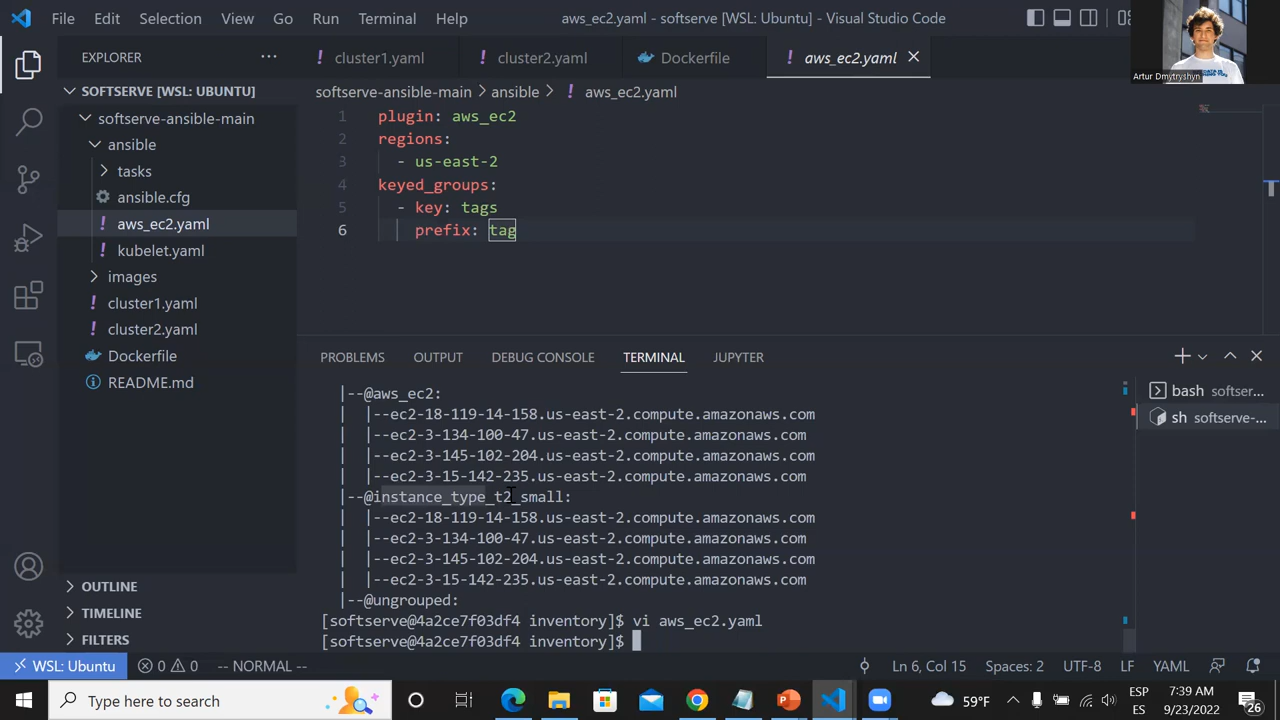 File Edit Selection View Go Run Terminal Help aws_ec2.yaml - softserve [WSL: Ubuntu] - Visual Studio Code
EXPLORER
cluster1.yaml cluster2.yaml Dockerfile aws_ec2.yaml
Artur Dmytryshyn
SOFTSERVE [WSL: UBUNTU]
softserve-ansible-main
ansible
tasks
ansible.cfg
aws_ec2.yaml
kubelet.yaml
images
cluster1.yaml
cluster2.yaml
Dockerfile
README.md
OUTLINE
TIMELINE
FILTERS
softserve-ansible-main > ansible > ! aws_ec2.yaml
1 plugin: aws_ec2
2 regions:
3 - us-east-2
4 keyed_groups:
5 - key: tags
6 prefix: tag
PROBLEMS OUTPUT DEBUG CONSOLE TERMINAL JUPYTER
|--@aws_ec2:
| |--ec2-18-119-14-158.us-east-2.compute.amazonaws.com
| |--ec2-3-134-100-47.us-east-2.compute.amazonaws.com
| |--ec2-3-145-102-204.us-east-2.compute.amazonaws.com
| |--ec2-3-15-142-235.us-east-2.compute.amazonaws.com
|--@instance_type_t2_small:
| |--ec2-18-119-14-158.us-east-2.compute.amazonaws.com
| |--ec2-3-134-100-47.us-east-2.compute.amazonaws.com
| |--ec2-3-145-102-204.us-east-2.compute.amazonaws.com
| |--ec2-3-15-142-235.us-east-2.compute.amazonaws.com
|--@ungrouped:
[softserve@4a2ce7f03df4 inventory]$ vi aws_ec2.yaml
[softserve@4a2ce7f03df4 inventory]$
bash softser...
sh softserve-...
WSL: Ubuntu 0 0 -- NORMAL -- Ln 6, Col 15 Spaces: 2 UTF-8 LF YAML
Type here to search 59°F ESP ES 7:39 AM 9/23/2022 26